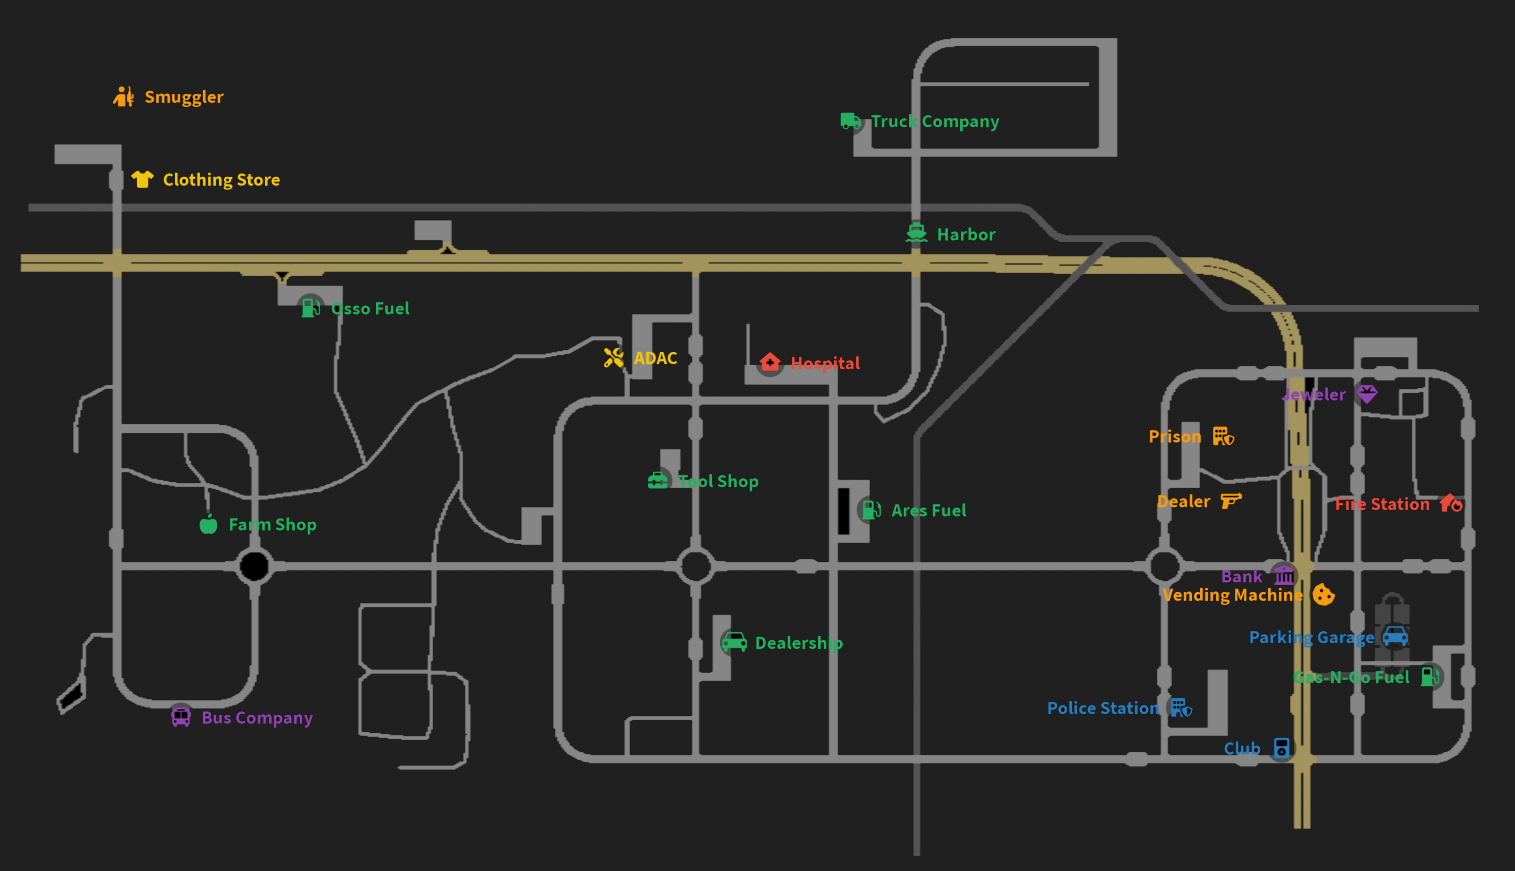 Smuggler
Truck Company
Clothing Store
Harbor
Osso Fuel
ADAC
Hospital
Jeweler
Prison
Tool Shop
Dealer
Fire Station
Ares Fuel
Farm Shop
Bank
Vending Machine
Parking Garage
Dealership
Gas-N-Go Fuel
Police Station
Bus Company
Club